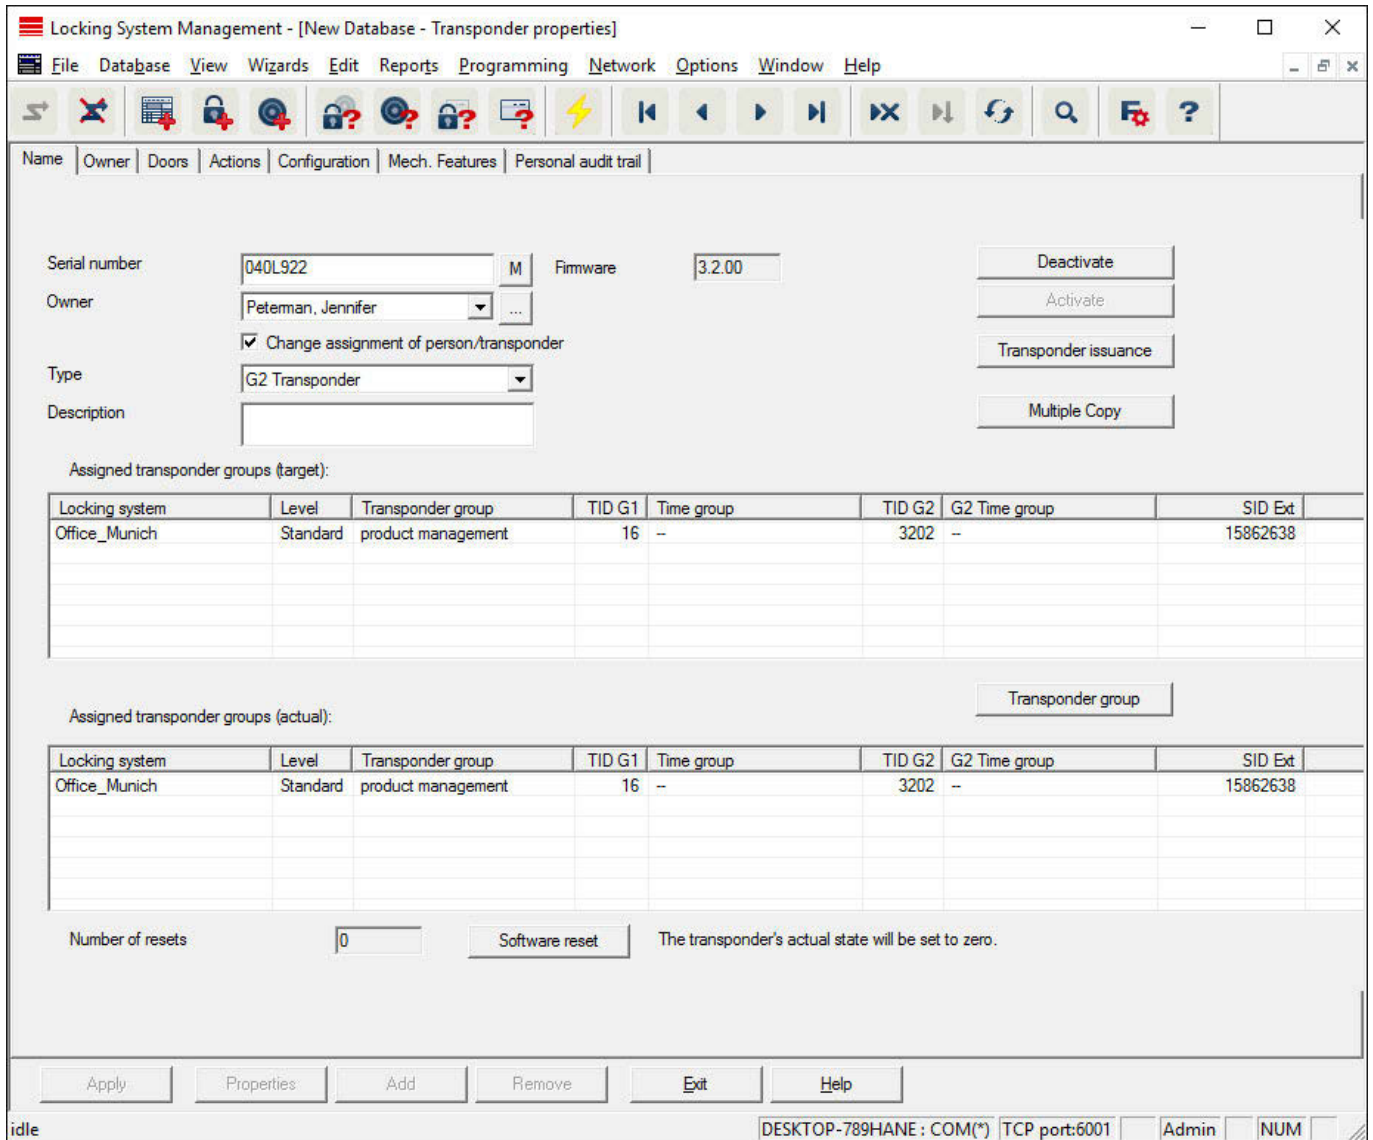 Locking System Management - [New Database - Transponder properties]
File Database View Wizards Edit Reports Programming Network Options Window Help
Name Owner Doors Actions Configuration Mech. Features Personal audit trail
Serial number 040L922 M Firmware 3.2.00 Deactivate
Owner Peterman, Jennifer ... Activate
Change assignment of person/transponder
Transponder issuance
Type G2 Transponder
Description Multiple Copy
Assigned transponder groups (target):
Locking system Level Transponder group TID G1 Time group TID G2 G2 Time group SID Ext
Office_Munich Standard product management 16 -- 3202 -- 15862638
Transponder group
Assigned transponder groups (actual):
Locking system Level Transponder group TID G1 Time group TID G2 G2 Time group SID Ext
Office_Munich Standard product management 16 -- 3202 -- 15862638
Number of resets 0 Software reset The transponder's actual state will be set to zero.
Apply Properties Add Remove Exit Help
idle DESKTOP-789HANE : COM(*) TCP port:6001 Admin NUM